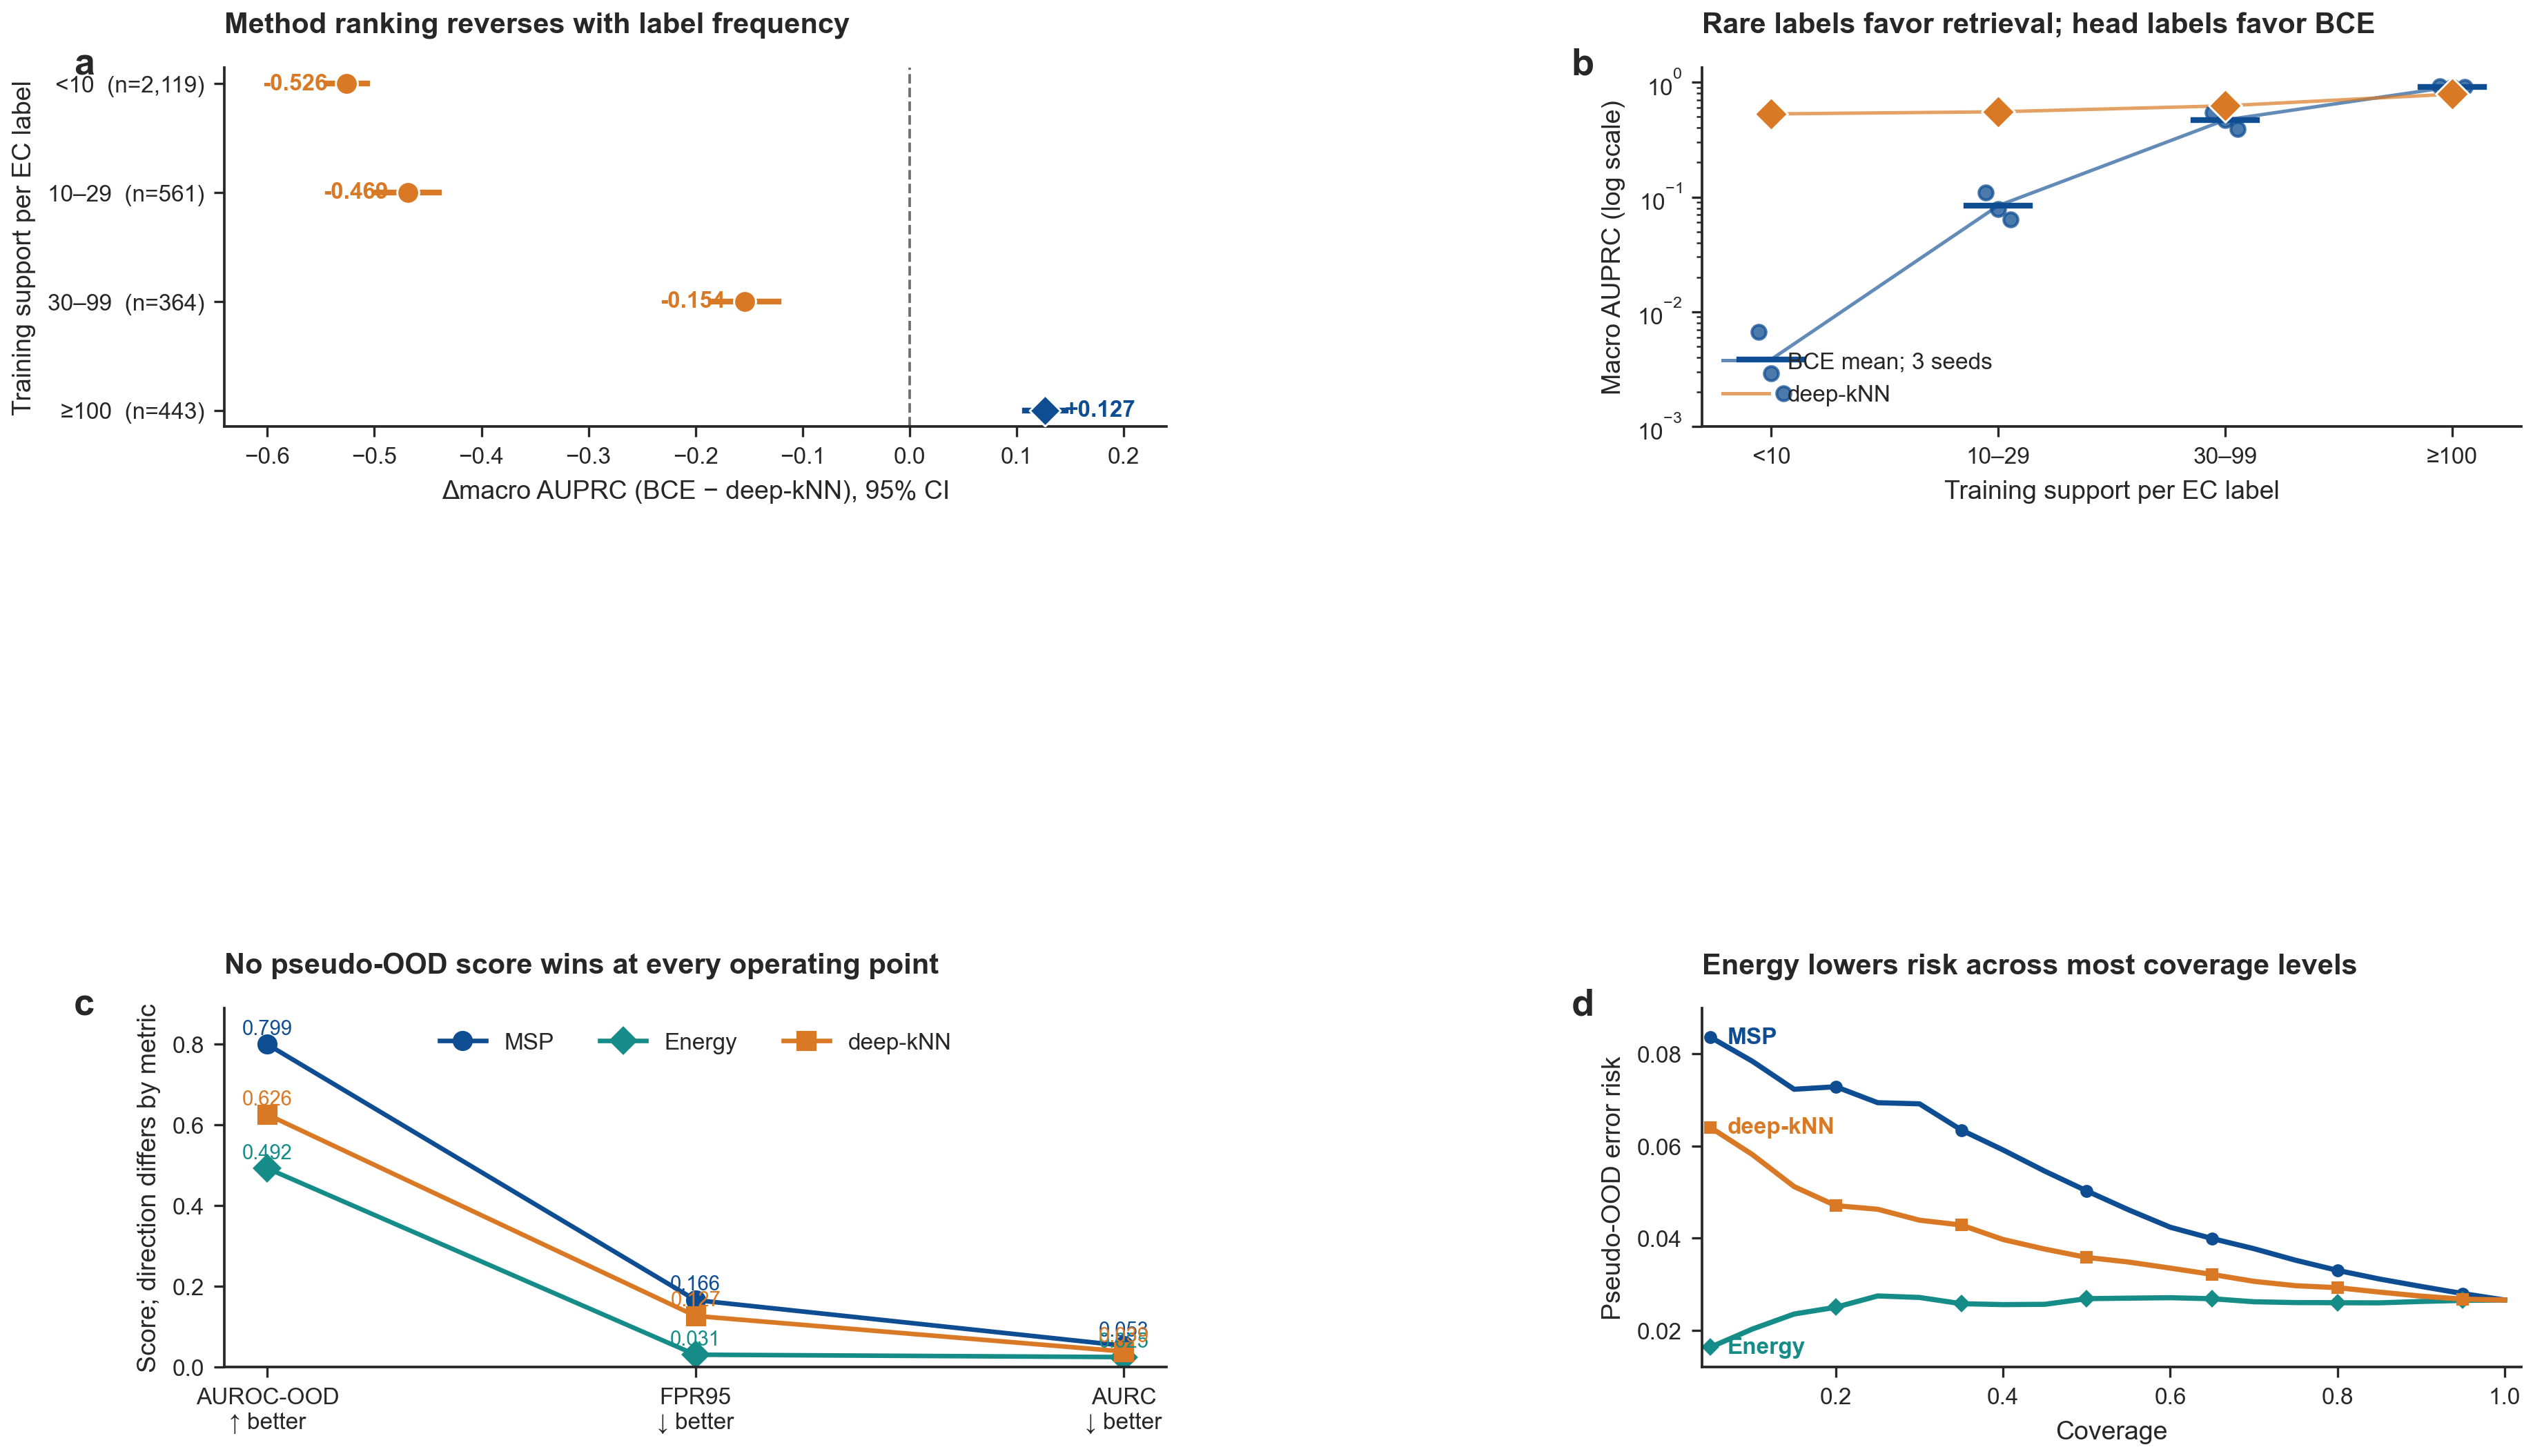 Method ranking reverses with label frequency
a
Training support per EC label
<10 (n=2,119)
10–29 (n=561)
30–99 (n=364)
≥100 (n=443)
-0.526
-0.469
-0.154
+0.127
−0.6 −0.5 −0.4 −0.3 −0.2 −0.1 0.0 0.1 0.2
Δmacro AUPRC (BCE − deep-kNN), 95% CI
Rare labels favor retrieval; head labels favor BCE
b
Macro AUPRC (log scale)
10⁰
10⁻¹
10⁻²
10⁻³
BCE mean; 3 seeds
deep-kNN
<10 10–29 30–99 ≥100
Training support per EC label
No pseudo-OOD score wins at every operating point
c
Score; direction differs by metric
0.8
0.6
0.4
0.2
0.0
MSP Energy deep-kNN
0.799
0.626
0.492
0.166
0.127
0.031
0.053
AUROC-OOD FPR95 AURC
↑ better ↓ better ↓ better
Energy lowers risk across most coverage levels
d
Pseudo-OOD error risk
0.08
0.06
0.04
0.02
MSP
deep-kNN
Energy
0.2 0.4 0.6 0.8 1.0
Coverage